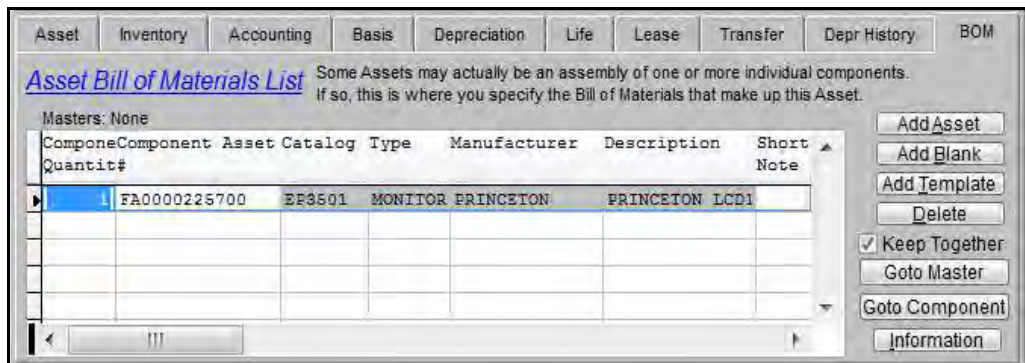 Asset Inventory Accounting Basis Depreciation Life Lease Transfer Depr History BOM
Asset Bill of Materials List
Some Assets may actually be an assembly of one or more individual components.
If so, this is where you specify the Bill of Materials that make up this Asset.
Masters: None
ComponeComponent Asset Catalog Type Manufacturer Description Short
Quantit# Note
1 FA0000225700 EP3501 MONITOR PRINCETON PRINCETON LCD1
Add Asset
Add Blank
Add Template
Delete
Keep Together
Goto Master
Goto Component
Information